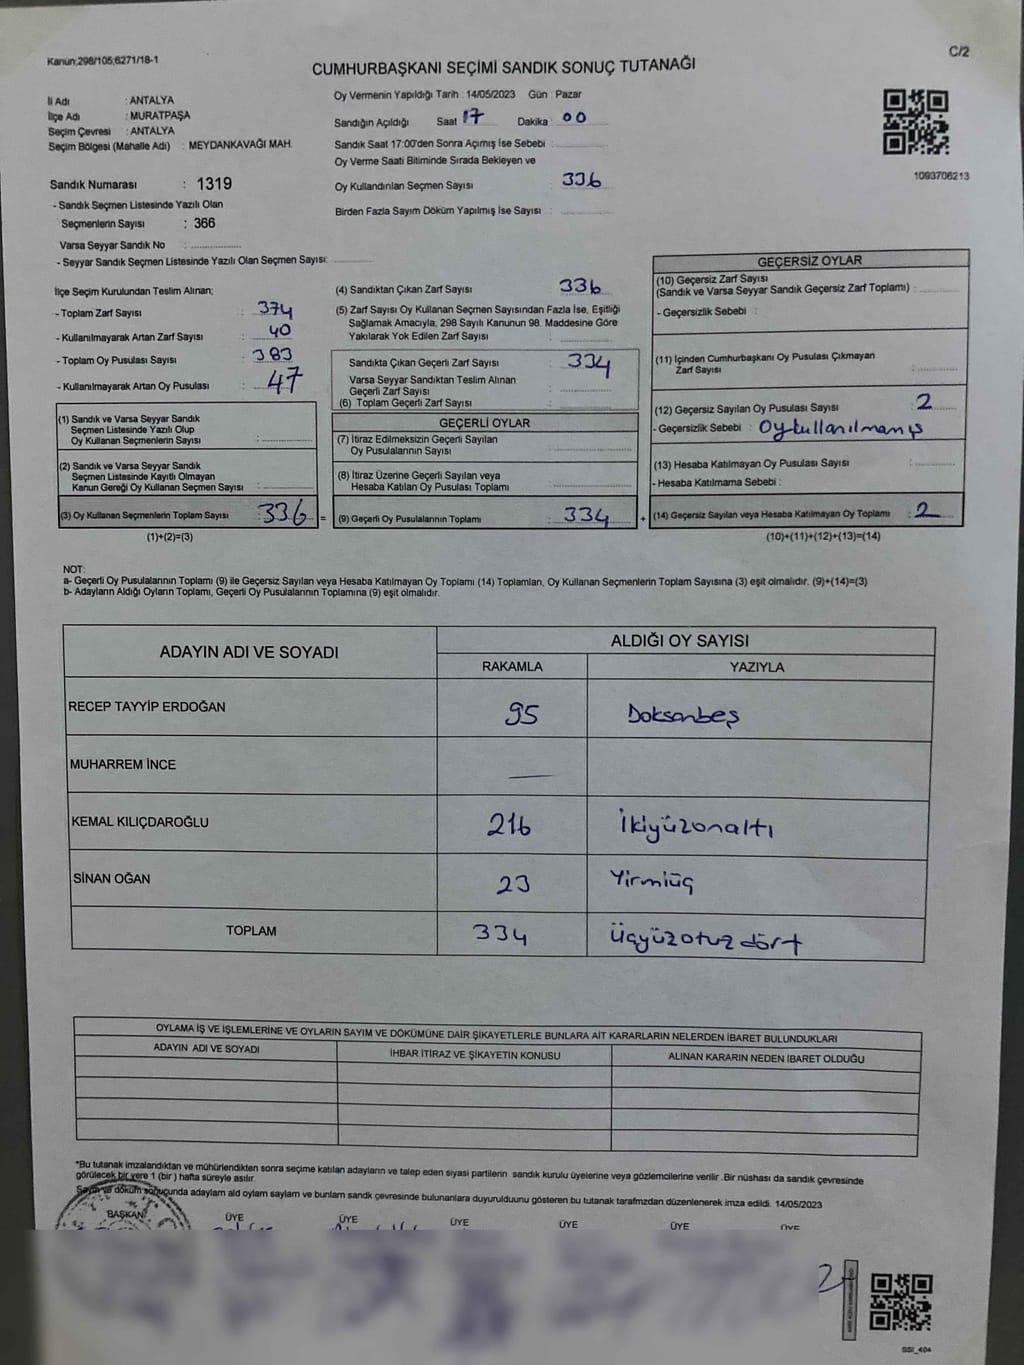 Kanun;298/105;6271/18-1
C/2
CUMHURBAŞKANI SEÇİMİ SANDIK SONUÇ TUTANAĞI
İl Adı : ANTALYA
İlçe Adı : MURATPAŞA
Seçim Çevresi : ANTALYA
Seçim Bölgesi (Mahalle Adı) : MEYDANKAVAĞI MAH.
Oy Vermenin Yapıldığı Tarih : 14/05/2023 Gün : Pazar
Sandığın Açıldığı Saat 17 Dakika : 00
Sandık Saat 17:00'den Sonra Açımış İse Sebebi :
Oy Verme Saati Bitiminde Sırada Bekleyen ve
Oy Kullandırılan Seçmen Sayısı : 336
Birden Fazla Sayım Döküm Yapılmış İse Sayısı :
1093706213
Sandık Numarası : 1319
- Sandık Seçmen Listesinde Yazılı Olan
Seçmenlerin Sayısı : 366
Varsa Seyyar Sandık No :
- Seyyar Sandık Seçmen Listesinde Yazılı Olan Seçmen Sayısı:
İlçe Seçim Kurulundan Teslim Alınan;
- Toplam Zarf Sayısı : 374
- Kullanılmayarak Artan Zarf Sayısı : 40
- Toplam Oy Pusulası Sayısı : 383
- Kullanılmayarak Artan Oy Pusulası : 47
(1) Sandık ve Varsa Seyyar Sandık
Seçmen Listesinde Yazılı Olup
Oy Kullanan Seçmenlerin Sayısı :
(2) Sandık ve Varsa Seyyar Sandık
Seçmen Listesinde Kayıtlı Olmayan
Kanun Gereği Oy Kullanan Seçmen Sayısı :
(3) Oy Kullanan Seçmenlerin Toplam Sayısı : 336 =
(1)+(2)=(3)
(4) Sandıktan Çıkan Zarf Sayısı : 336
(5) Zarf Sayısı Oy Kullanan Seçmen Sayısından Fazla İse, Eşitliği
Sağlamak Amacıyla, 298 Sayılı Kanunun 98. Maddesine Göre
Yakılarak Yok Edilen Zarf Sayısı :
Sandıkta Çıkan Geçerli Zarf Sayısı : 334
Varsa Seyyar Sandıktan Teslim Alınan
Geçerli Zarf Sayısı :
(6) Toplam Geçerli Zarf Sayısı :
GEÇERLİ OYLAR
(7) İtiraz Edilmeksizin Geçerli Sayılan
Oy Pusulalarının Sayısı :
(8) İtiraz Üzerine Geçerli Sayılan veya
Hesaba Katılan Oy Pusulası Toplamı :
(9) Geçerli Oy Pusulalarının Toplamı : 334 +
GEÇERSİZ OYLAR
(10) Geçersiz Zarf Sayısı
(Sandık ve Varsa Seyyar Sandık Geçersiz Zarf Toplamı) :
- Geçersizlik Sebebi :
(11) İçinden Cumhurbaşkanı Oy Pusulası Çıkmayan
Zarf Sayısı :
(12) Geçersiz Sayılan Oy Pusulası Sayısı : 2
- Geçersizlik Sebebi : Oy kullanılmamış
(13) Hesaba Katılmayan Oy Pusulası Sayısı :
- Hesaba Katılmama Sebebi :
(14) Geçersiz Sayılan veya Hesaba Katılmayan Oy Toplamı : 2
(10)+(11)+(12)+(13)=(14)
NOT:
a- Geçerli Oy Pusulalarının Toplamı (9) ile Geçersiz Sayılan veya Hesaba Katılmayan Oy Toplamı (14) Toplamları, Oy Kullanan Seçmenlerin Toplam Sayısına (3) eşit olmalıdır. (9)+(14)=(3)
b- Adayların Aldığı Oyların Toplamı, Geçerli Oy Pusulalarının Toplamına (9) eşit olmalıdır.
ADAYIN ADI VE SOYADI
ALDIĞI OY SAYISI
RAKAMLA YAZIYLA
RECEP TAYYİP ERDOĞAN 95 Doksanbeş
MUHARREM İNCE —
KEMAL KILIÇDAROĞLU 216 İkiyüzonaltı
SİNAN OĞAN 23 Yirmiüç
TOPLAM 334 Üçyüzotuzdört
OYLAMA İŞ VE İŞLEMLERİNE VE OYLARIN SAYIM VE DÖKÜMÜNE DAİR ŞİKAYETLERLE BUNLARA AİT KARARLARIN NELERDEN İBARET BULUNDUKLARI
ADAYIN ADI VE SOYADI İHBAR İTİRAZ VE ŞİKAYETİN KONUSU ALINAN KARARIN NEDEN İBARET OLDUĞU
*Bu tutanak imzalandıktan ve mühürlendikten sonra seçime katılan adayların ve talep eden siyasi partilerin sandık kurulu üyelerine veya gözlemcilerine verilir .Bir nüshası da sandık çevresinde
görülecek bir yere 1 (bir ) hafta süreyle asılır.
Sayım ve döküm sonucunda adayların aldı oyların sayların ve bunların sandk çevresinde bulunanlara duyurulduunu gösteren bu tutanak tarafmzdan düzenlenerek imza edildi. 14/05/2023
BAŞKAN ÜYE ÜYE ÜYE ÜYE ÜYE ÜYE
SSI_404